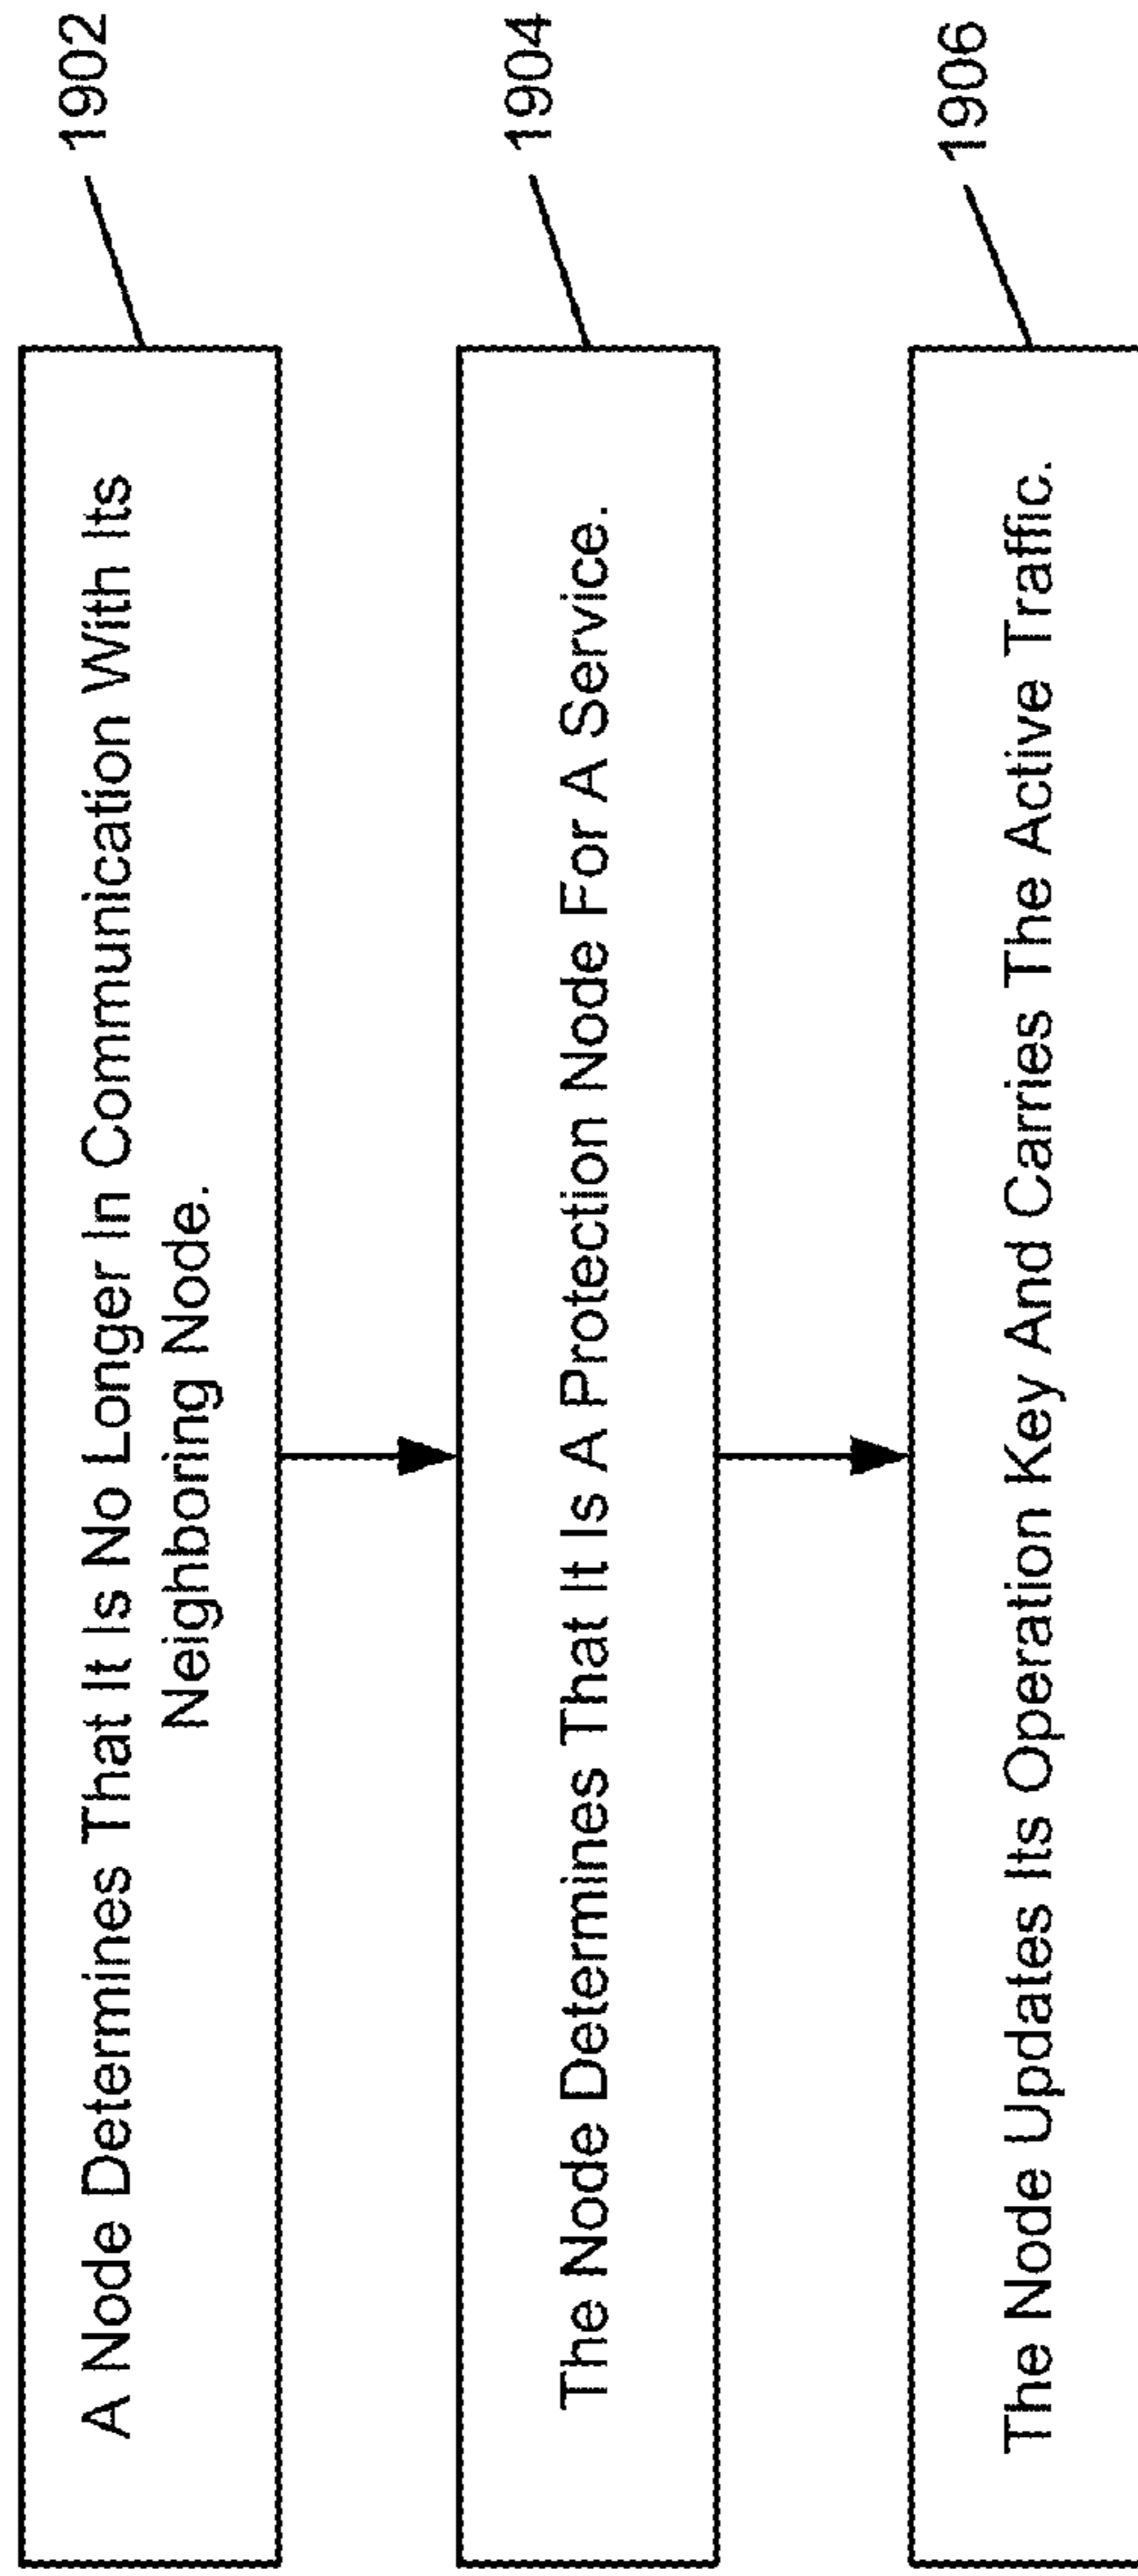 A Node Determines That It Is No Longer In Communication With Its
Neighboring Node.
1902
The Node Determines That It Is A Protection Node For A Service.
1904
The Node Updates Its Operation Key And Carries The Active Traffic.
1906